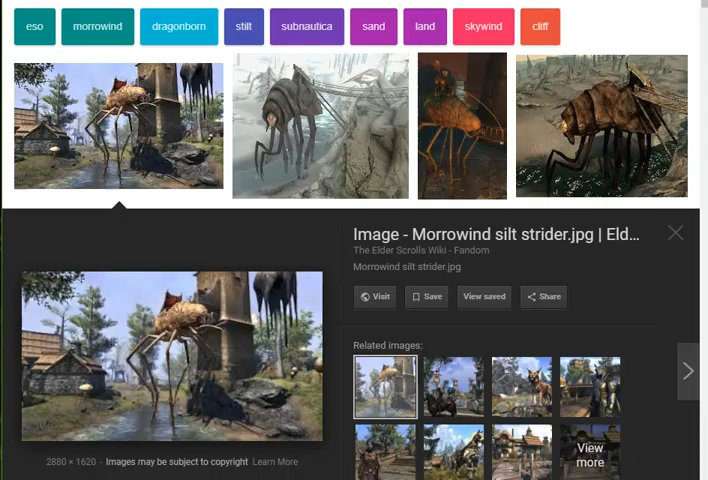 eso morrowind dragonborn stilt subnautica sand land skywind cliff
Image - Morrowind silt strider.jpg | Eld...
The Elder Scrolls Wiki - Fandom
Morrowind silt strider.jpg
Visit Save View saved Share
Related images:
View
more
2880 × 1620 - Images may be subject to copyright Learn More